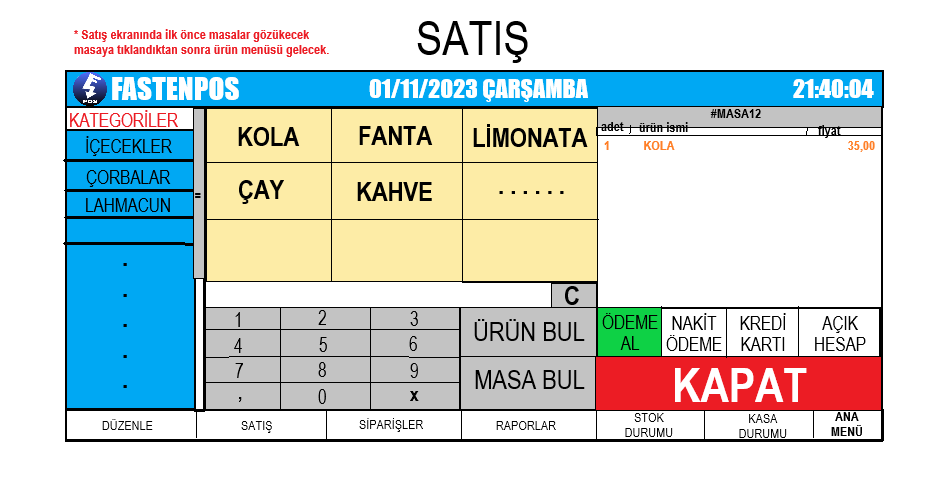 * Satış ekranında ilk önce masalar gözükecek
masaya tıklandıktan sonra ürün menüsü gelecek.
SATIŞ
POS
FASTENPOS
01/11/2023 ÇARŞAMBA
21:40:04
KATEGORİLER
İÇECEKLER
ÇORBALAR
LAHMACUN
KOLA
FANTA
LİMONATA
ÇAY
KAHVE
. . . . . .
=
#MASA12
adet / ürün ismi / fiyat
1 KOLA 35,00
C
1 2 3
4 5 6
7 8 9
, 0 x
ÜRÜN BUL
MASA BUL
ÖDEME
AL
NAKİT
ÖDEME
KREDİ
KARTI
AÇIK
HESAP
KAPAT
DÜZENLE
SATIŞ
SİPARİŞLER
RAPORLAR
STOK
DURUMU
KASA
DURUMU
ANA
MENÜ